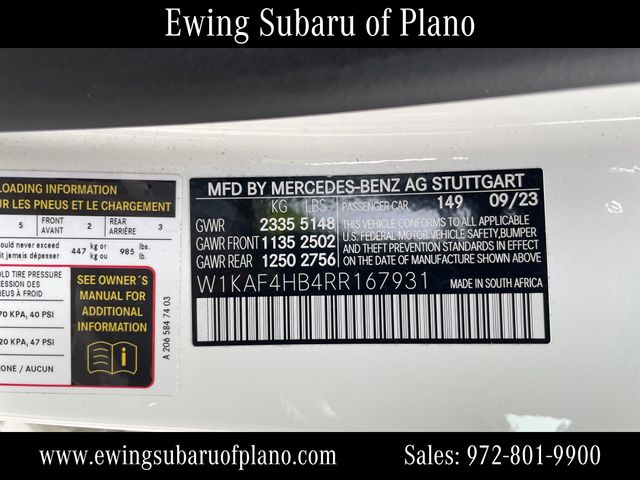 Ewing Subaru of Plano
LOADING INFORMATION
UR LES PNEUS ET LE CHARGEMENT
5 FRONT AVANT 2 REAR ARRIÈRE 3
ould never exceed
it jamais dépasser 447 kg or kg ou 985 lbs. lb.
OLD TIRE PRESSURE
RESSION DES
NEUS À FROID
70 KPA, 40 PSI
20 KPA, 47 PSI
ONE / AUCUN
SEE OWNER'S
MANUAL FOR
ADDITIONAL
INFORMATION
A 206 584 74 03
MFD BY MERCEDES-BENZ AG STUTTGART
KG LBS PASSENGER CAR 149 09/23
GVWR 2335 5148
GAWR FRONT 1135 2502
GAWR REAR 1250 2756
THIS VEHICLE CONFORMS TO ALL APPLICABLE
U.S. FEDERAL MOTOR VEHICLE SAFETY, BUMPER
AND THEFT PREVENTION STANDARDS IN EFFECT
ON THE DATE OF MANUFACTURE SHOWN ABOVE
W1KAF4HB4RR167931 MADE IN SOUTH AFRICA
www.ewingsubaruofplano.com Sales: 972-801-9900